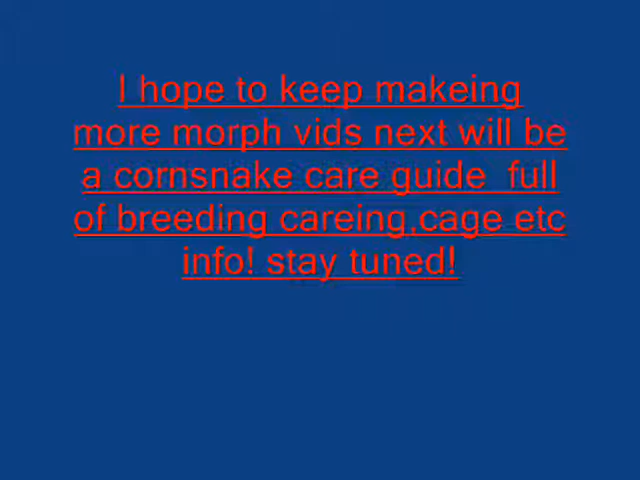 I hope to keep makeing
more morph vids next will be
a cornsnake care guide  full
of breeding careing,cage etc
info! stay tuned!